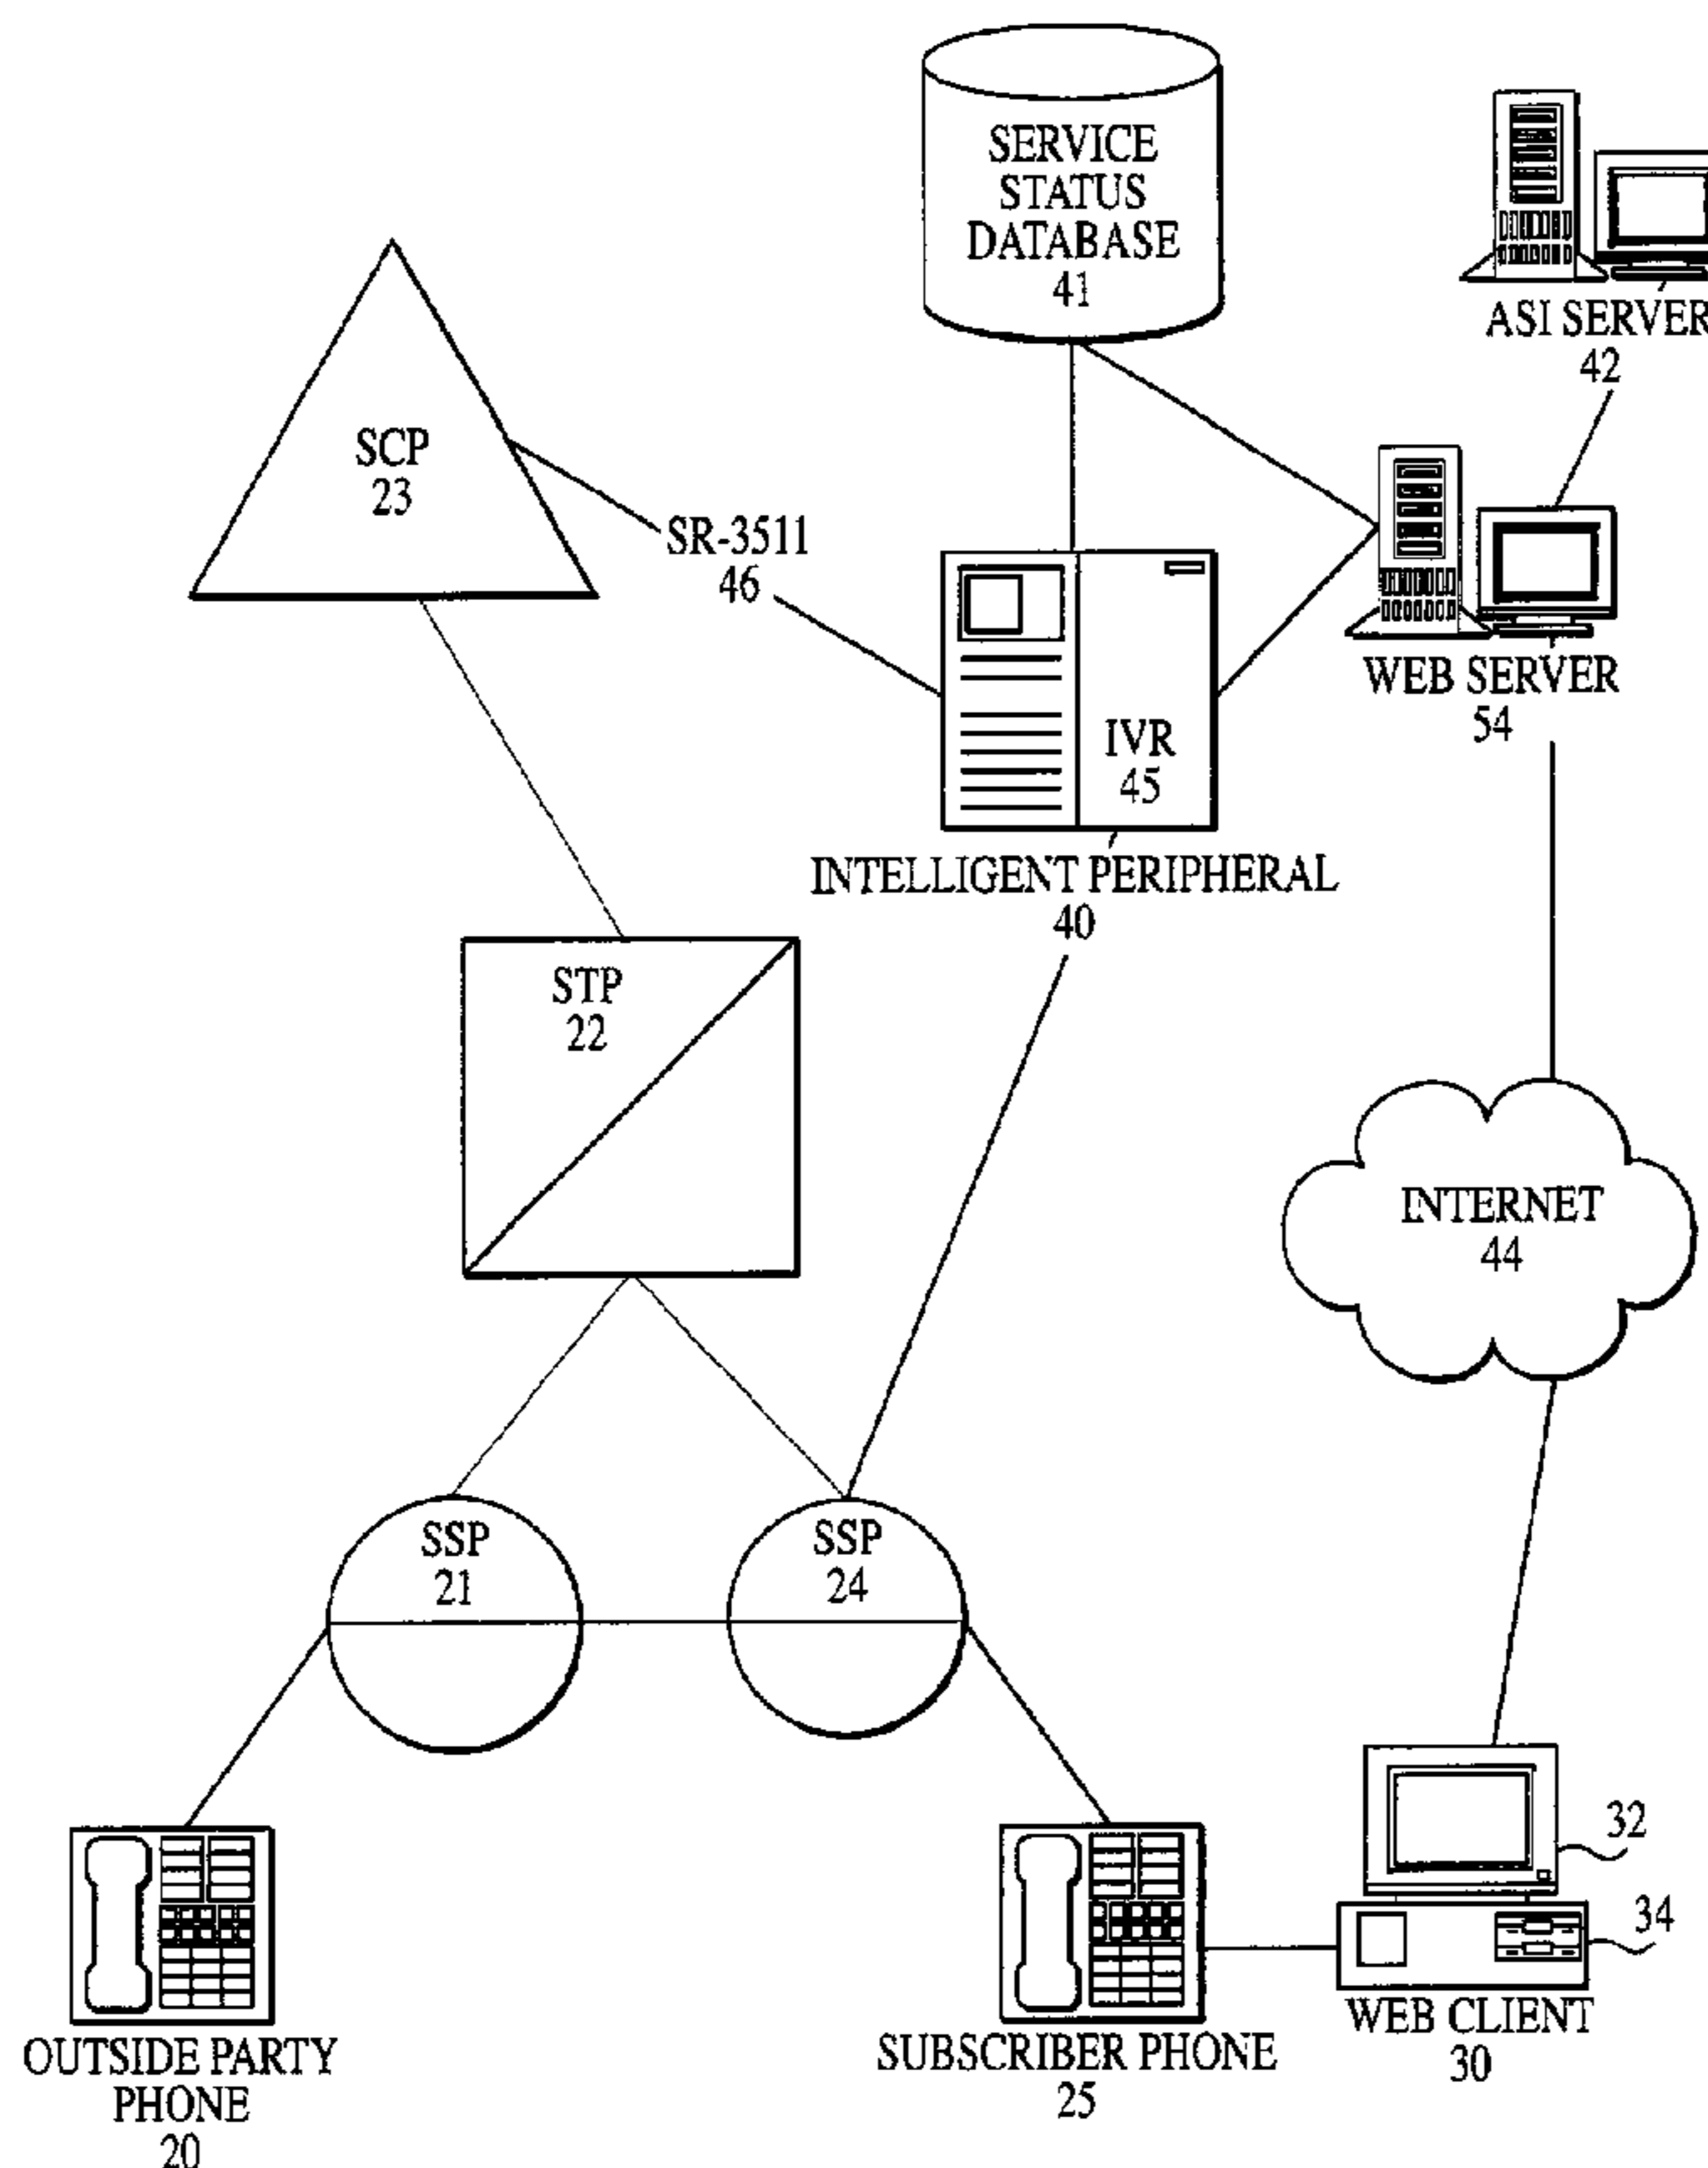 SERVICE
STATUS
DATABASE
41
ASI SERVER
42
SCP
23
SR-3511
46
WEB SERVER
54
IVR
45
INTELLIGENT PERIPHERAL
40
STP
22
INTERNET
44
SSP
21
SSP
24
32
34
OUTSIDE PARTY
PHONE
20
SUBSCRIBER PHONE
25
WEB CLIENT
30